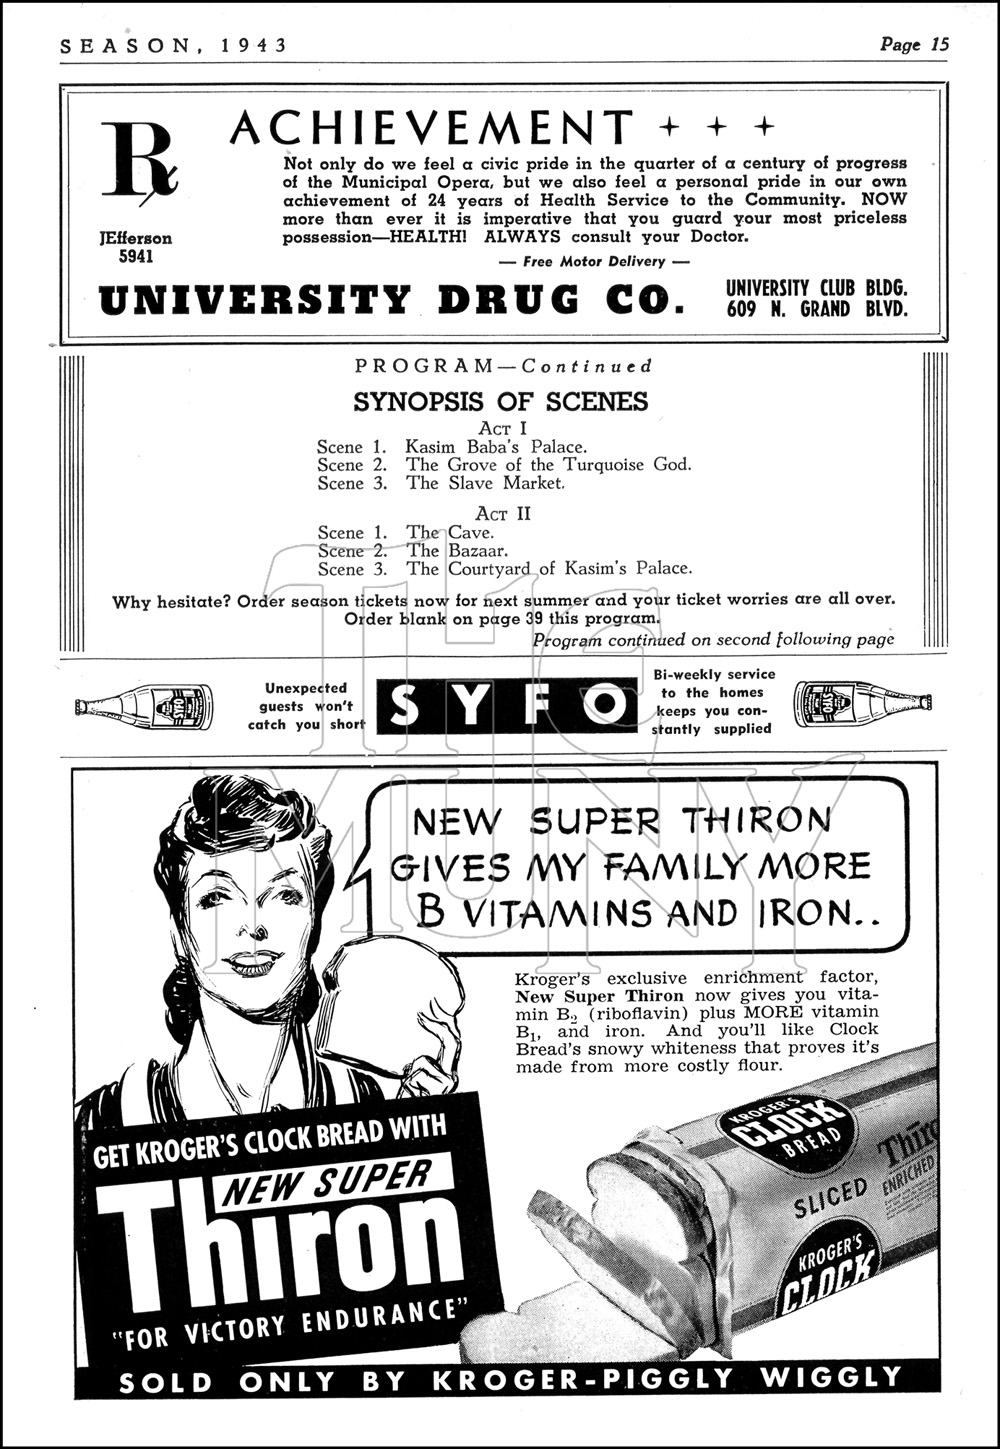 SEASON, 1943
Page 15
Rx
JEfferson
5941
ACHIEVEMENT + + +
Not only do we feel a civic pride in the quarter of a century of progress
of the Municipal Opera, but we also feel a personal pride in our own
achievement of 24 years of Health Service to the Community. NOW
more than ever it is imperative that you guard your most priceless
possession—HEALTH! ALWAYS consult your Doctor.
— Free Motor Delivery —
UNIVERSITY DRUG CO.
UNIVERSITY CLUB BLDG.
609 N. GRAND BLVD.
PROGRAM—Continued
SYNOPSIS OF SCENES
ACT I
Scene 1. Kasim Baba's Palace.
Scene 2. The Grove of the Turquoise God.
Scene 3. The Slave Market.
ACT II
Scene 1. The Cave.
Scene 2. The Bazaar.
Scene 3. The Courtyard of Kasim's Palace.
Why hesitate? Order season tickets now for next summer and your ticket worries are all over.
Order blank on page 39 this program.
Program continued on second following page
Unexpected
guests won't
catch you short
SYFO
Bi-weekly service
to the homes
keeps you con-
stantly supplied
The
MUNY
NEW SUPER THIRON
GIVES MY FAMILY MORE
B VITAMINS AND IRON..
Kroger's exclusive enrichment factor,
New Super Thiron now gives you vita-
min B₂ (riboflavin) plus MORE vitamin
B₁, and iron. And you'll like Clock
Bread's snowy whiteness that proves it's
made from more costly flour.
GET KROGER'S CLOCK BREAD WITH
NEW SUPER
Thiron
"FOR VICTORY ENDURANCE"
KROGER'S
CLOCK
BREAD
SLICED
Thiro
ENRICHED
KROGER'S
CLOCK
SOLD ONLY BY KROGER-PIGGLY WIGGLY